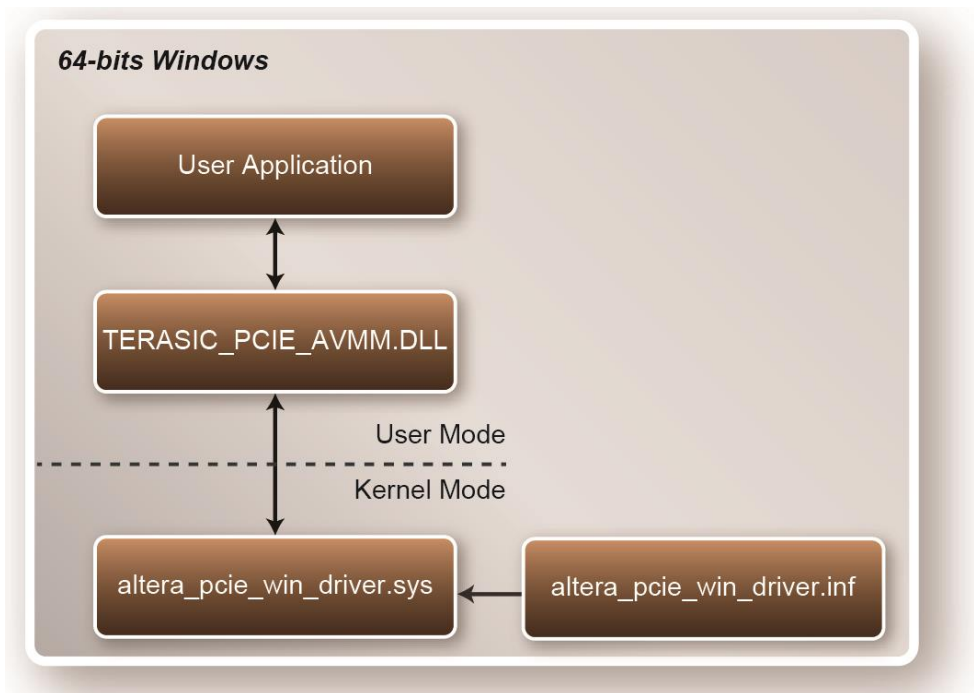 64-bits Windows
User Application
TERASIC_PCIE_AVMM.DLL
User Mode
Kernel Mode
altera_pcie_win_driver.sys
altera_pcie_win_driver.inf